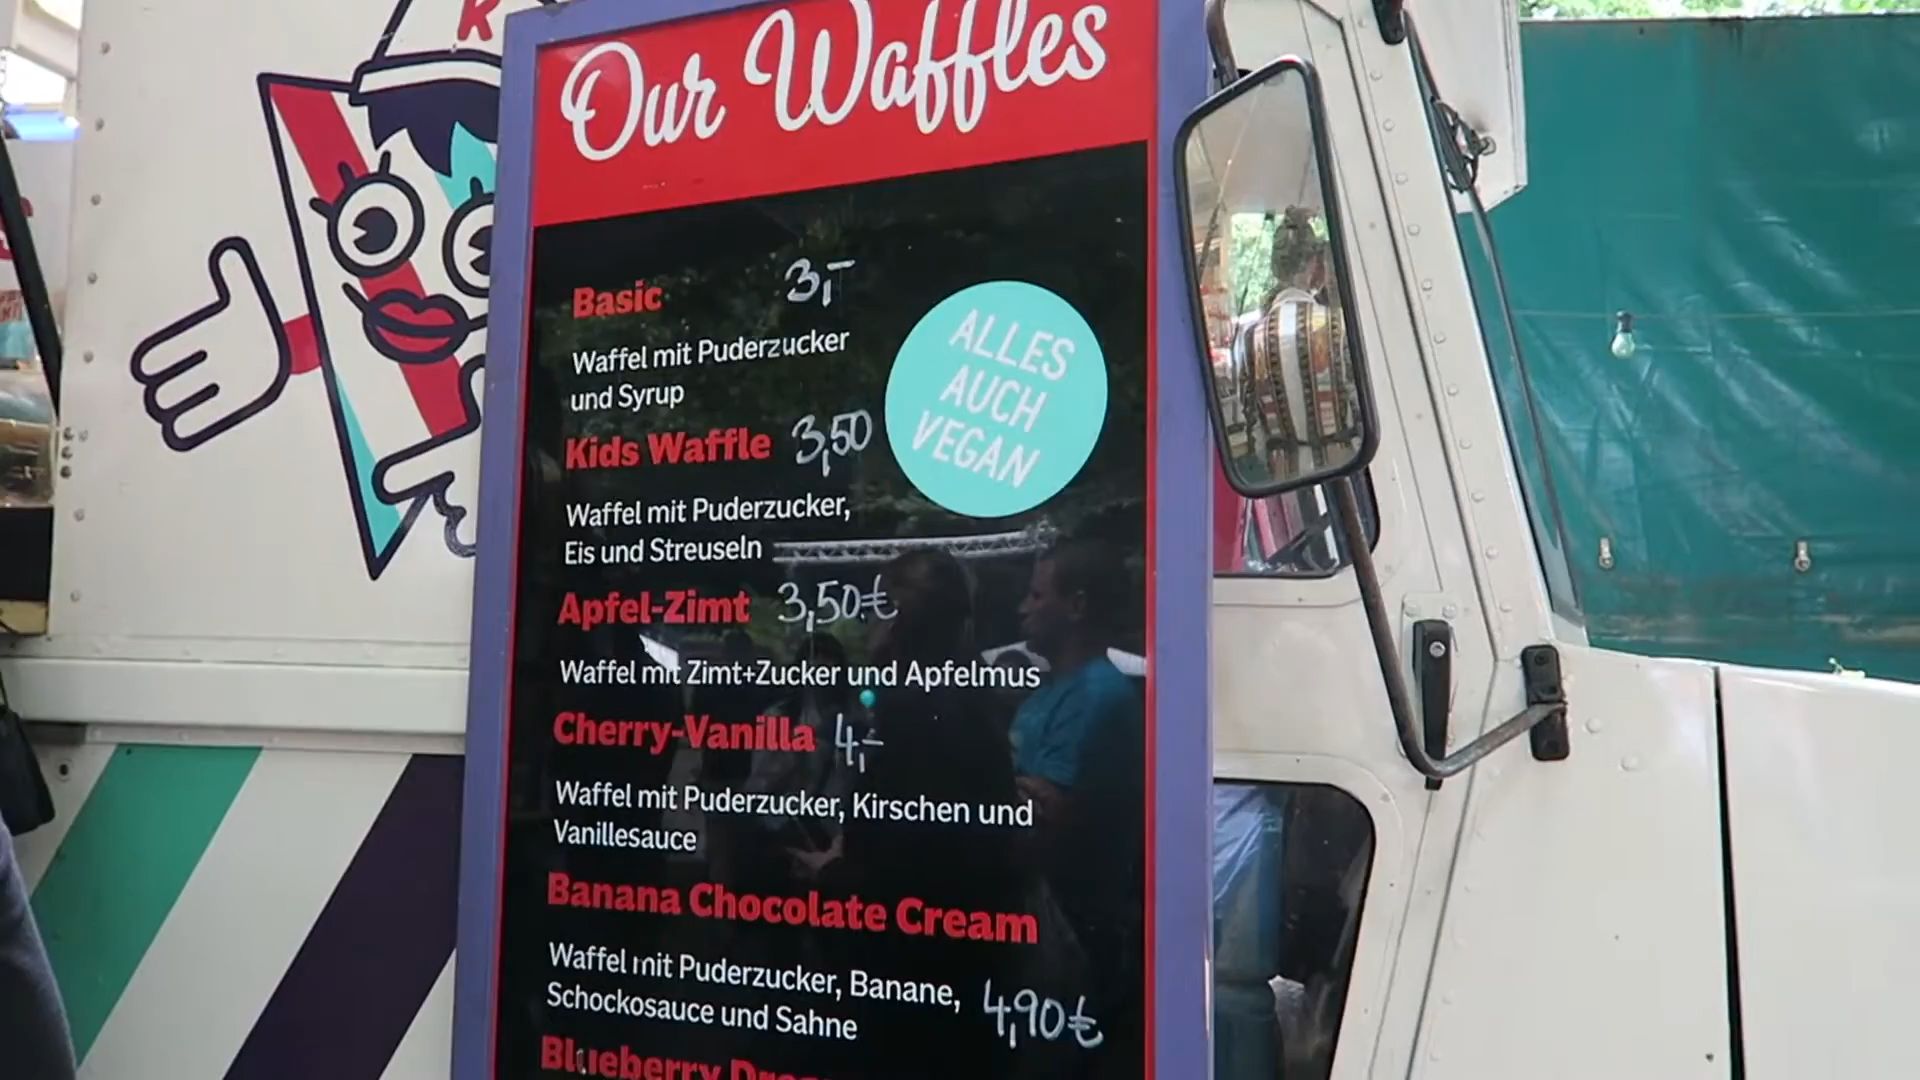 K
Our Waffles
Basic 3,-
Waffel mit Puderzucker
und Syrup
ALLES
AUCH
VEGAN
Kids Waffle 3,50
Waffel mit Puderzucker,
Eis und Streuseln
Apfel-Zimt 3,50€
Waffel mit Zimt+Zucker und Apfelmus
Cherry-Vanilla 4,-
Waffel mit Puderzucker, Kirschen und
Vanillesauce
Banana Chocolate Cream
Waffel mit Puderzucker, Banane,
Schockosauce und Sahne 4,90€
Blueberry